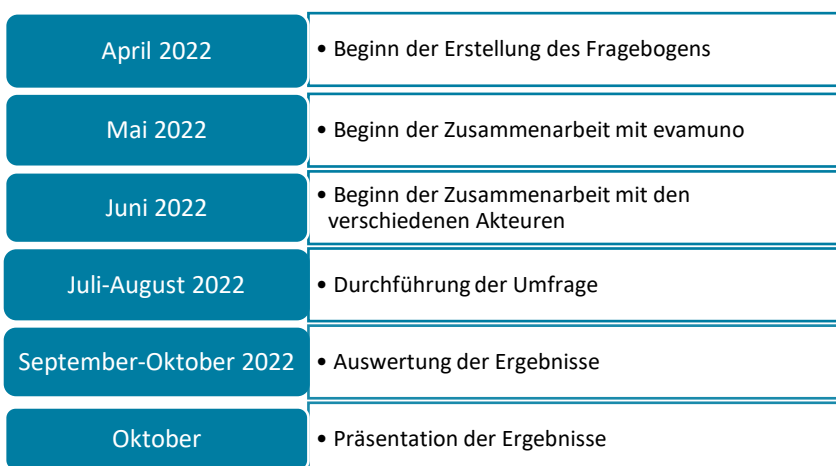 April 2022
• Beginn der Erstellung des Fragebogens
Mai 2022
• Beginn der Zusammenarbeit mit evamuno
Juni 2022
• Beginn der Zusammenarbeit mit den
verschiedenen Akteuren
Juli-August 2022
• Durchführung der Umfrage
September-Oktober 2022
• Auswertung der Ergebnisse
Oktober
• Präsentation der Ergebnisse